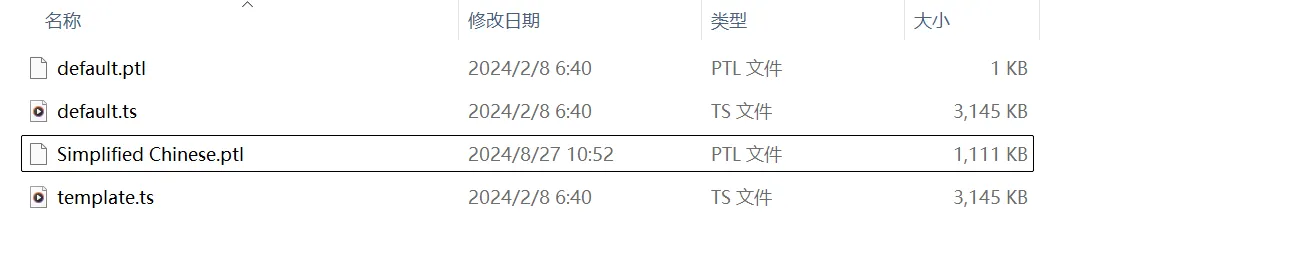 名称 修改日期 类型 大小
default.ptl 2024/2/8 6:40 PTL 文件 1 KB
default.ts 2024/2/8 6:40 TS 文件 3,145 KB
Simplified Chinese.ptl 2024/8/27 10:52 PTL 文件 1,111 KB
template.ts 2024/2/8 6:40 TS 文件 3,145 KB